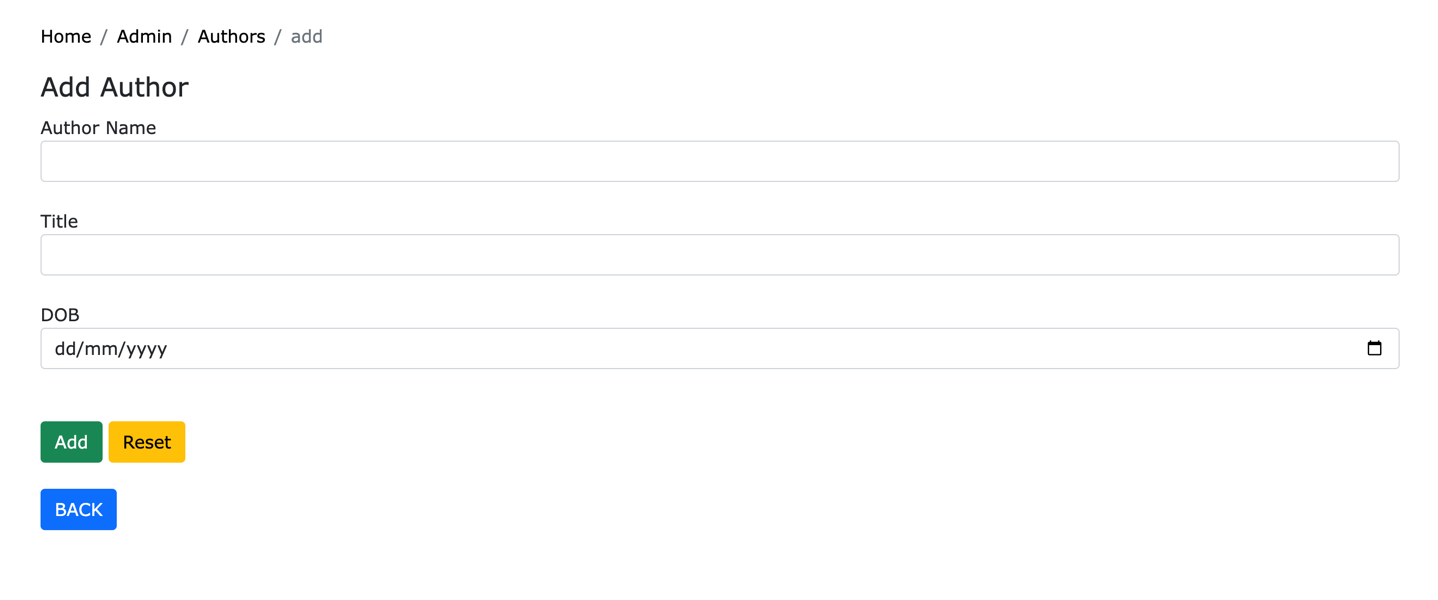 Home / Admin / Authors / add
Add Author
Author Name
Title
DOB
dd/mm/yyyy
Add Reset
BACK